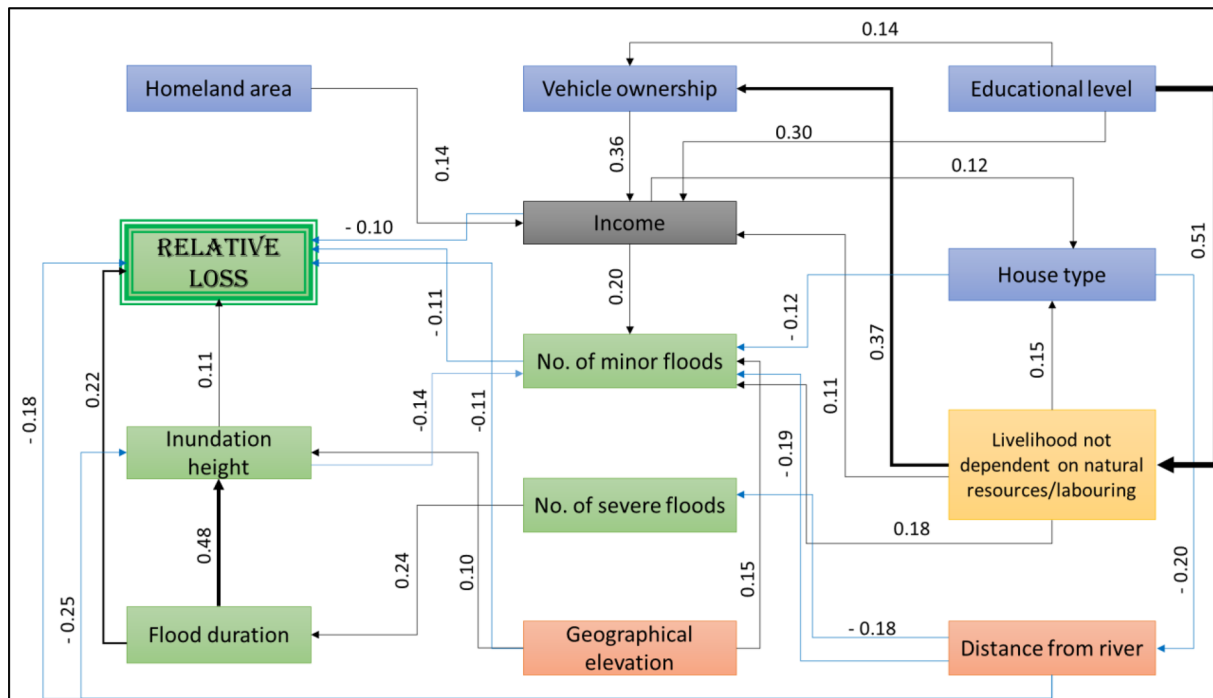 0.14
Homeland area
Vehicle ownership
Educational level
0.30
0.36
0.14
0.12
Income
- 0.10
RELATIVE
LOSS
0.51
House type
0.20
- 0.11
- 0.12
No. of minor floods
0.37
0.15
0.11
0.11
- 0.18
0.22
-0.14
-0.11
- 0.19
Inundation
height
Livelihood not
dependent on natural
resources/labouring
No. of severe floods
0.48
0.18
0.24
0.10
0.15
- 0.20
- 0.25
Flood duration
Geographical
elevation
- 0.18
Distance from river